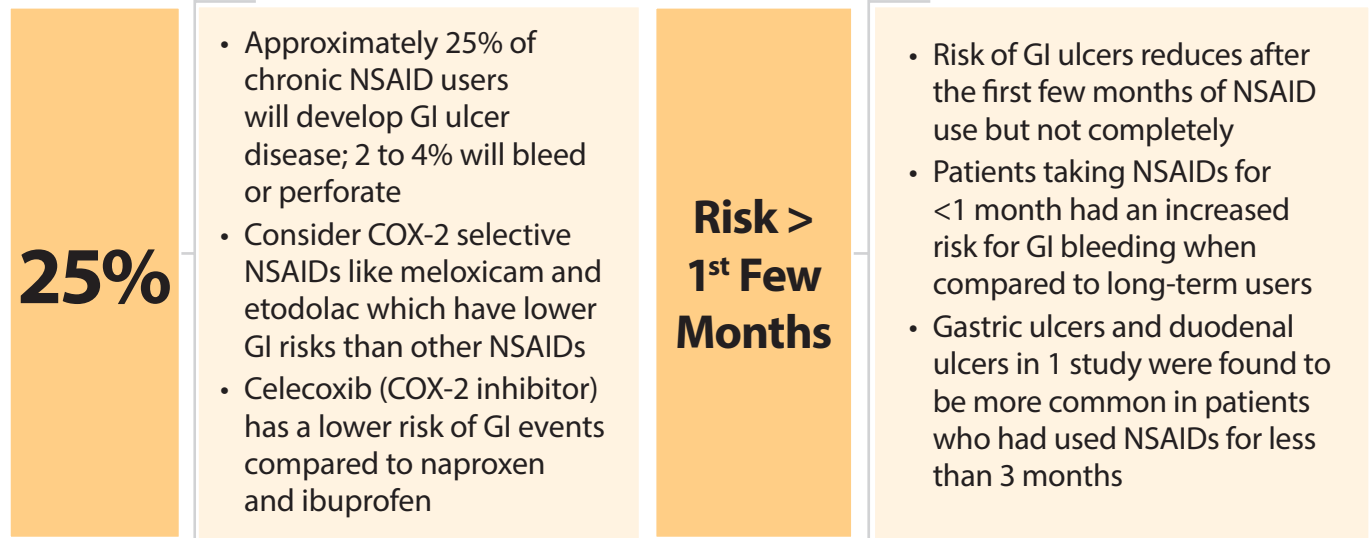 25%
• Approximately 25% of
chronic NSAID users
will develop GI ulcer
disease; 2 to 4% will bleed
or perforate
• Consider COX-2 selective
NSAIDs like meloxicam and
etodolac which have lower
GI risks than other NSAIDs
• Celecoxib (COX-2 inhibitor)
has a lower risk of GI events
compared to naproxen
and ibuprofen
Risk >
1st Few
Months
• Risk of GI ulcers reduces after
the first few months of NSAID
use but not completely
• Patients taking NSAIDs for
<1 month had an increased
risk for GI bleeding when
compared to long-term users
• Gastric ulcers and duodenal
ulcers in 1 study were found to
be more common in patients
who had used NSAIDs for less
than 3 months